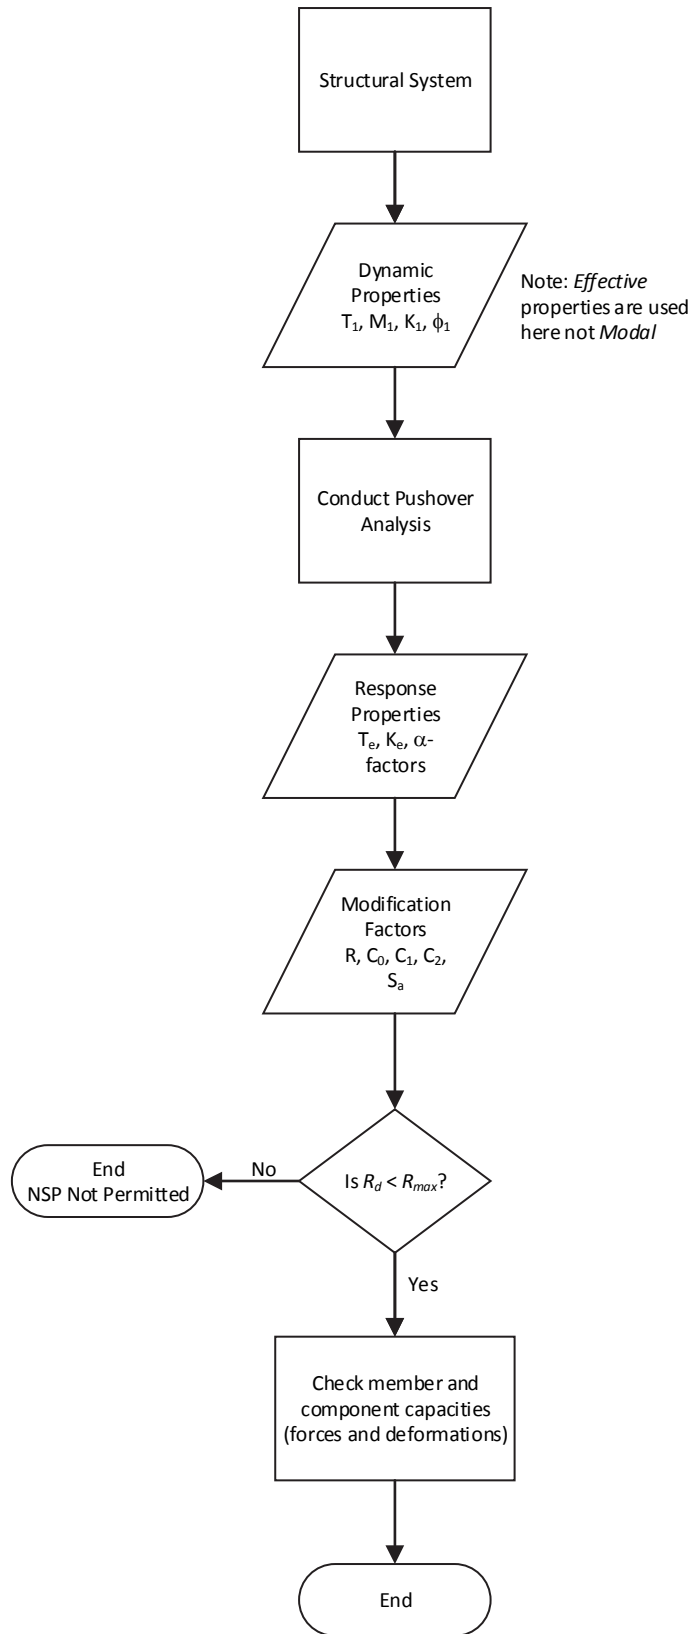 Structural System
Dynamic
Properties
T₁, M₁, K₁, ϕ₁
Note: Effective
properties are used
here not Modal
Conduct Pushover
Analysis
Response
Properties
Tₑ, Kₑ, α-
factors
Modification
Factors
R, C₀, C₁, C₂,
Sₐ
Is R_d < R_max?
No
End
NSP Not Permitted
Yes
Check member and
component capacities
(forces and deformations)
End